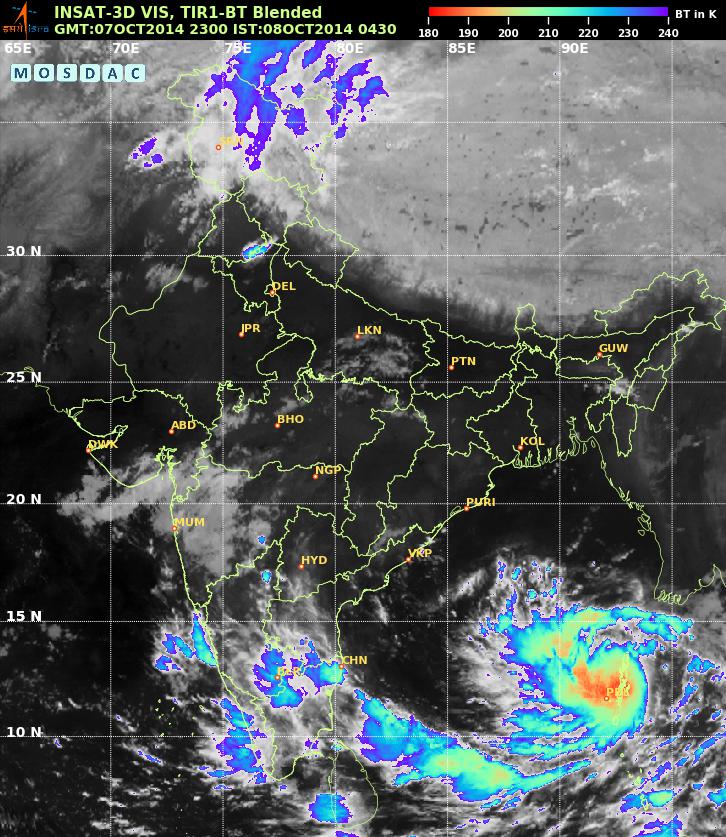 INSAT-3D VIS, TIR1-BT Blended
GMT:07OCT2014 2300 IST:08OCT2014 0430
BT in K
180 190 200 210 220 230 240
65E 70E 75E 80E 85E 90E
MOSDAC
30 N
DEL
JPR
LKN
GUW
PTN
25 N
ABD
BHO
DWK
KOL
NGP
20 N
PURI
MUM
VKP
HYD
15 N
CHN
10 N